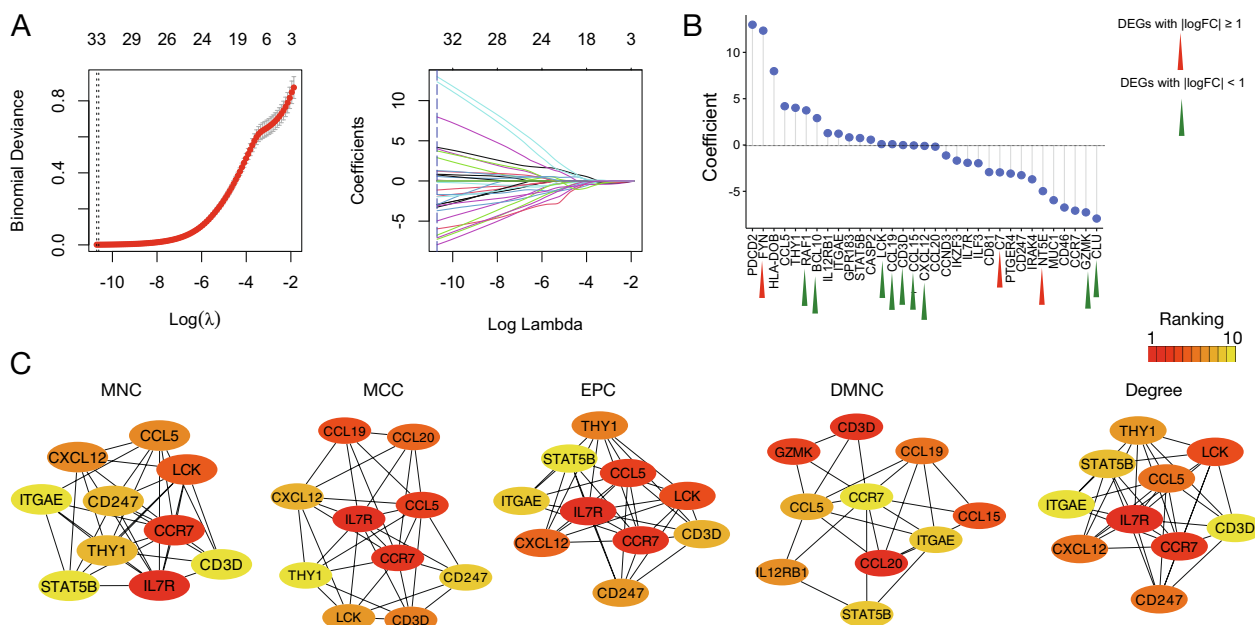 A
33 29 26 24 19 6 3
Binomial Deviance
0.8
0.4
0.0
-10 -8 -6 -4 -2
Log(λ)
32 28 24 18 3
Coefficients
10
5
0
-5
-10 -8 -6 -4 -2
Log Lambda
B
Coefficient
10
5
0
-5
PDCD2
FYN
HLA-DOB
CCL5
THY1
RAF1
BCL10
IL12RB1
ITGAE
GPR183
STAT5B
CASP2
LCK
CCL19
CD3D
CCL15
CXCL12
CCL20
CCND3
IKZF3
IL7R
ILF3
CD81
C7
PTGER4
CD247
IRAK4
NT5E
MUC1
CD46
CCR7
GZMK
CLU
DEGs with |logFC| ≥ 1
DEGs with |logFC| < 1
Ranking
1 10
C
MNC
CCL5
CXCL12
LCK
ITGAE
CD247
CCR7
THY1
CD3D
STAT5B
IL7R
MCC
CCL19
CCL20
CXCL12
CCL5
IL7R
CCR7
THY1
CD247
LCK
CD3D
EPC
THY1
STAT5B
CCL5
ITGAE
LCK
IL7R
CXCL12
CCR7
CD3D
CD247
DMNC
CD3D
GZMK
CCL19
CCR7
CCL5
CCL15
ITGAE
CCL20
IL12RB1
STAT5B
Degree
THY1
LCK
STAT5B
CCL5
ITGAE
IL7R
CD3D
CXCL12
CCR7
CD247